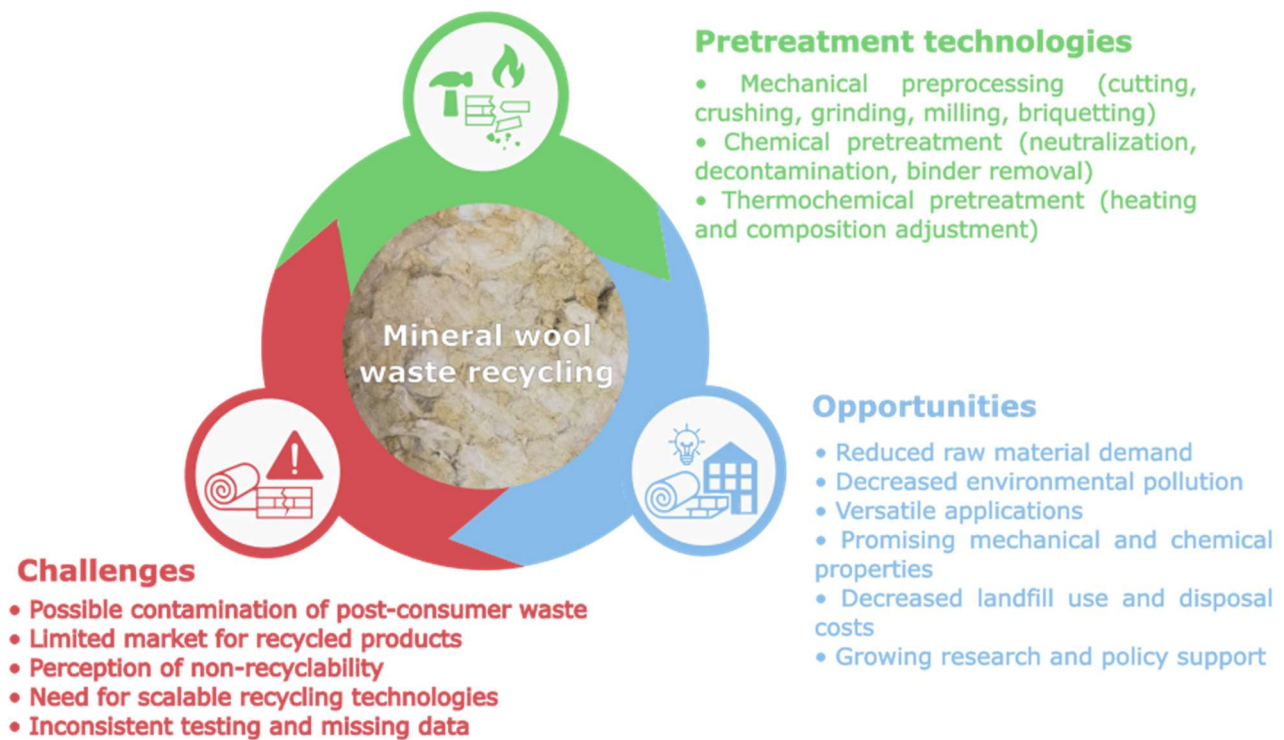 Pretreatment technologies
• Mechanical preprocessing (cutting,
crushing, grinding, milling, briquetting)
• Chemical pretreatment (neutralization,
decontamination, binder removal)
• Thermochemical pretreatment (heating
and composition adjustment)
Mineral wool
waste recycling
Opportunities
• Reduced raw material demand
• Decreased environmental pollution
• Versatile applications
• Promising mechanical and chemical
properties
• Decreased landfill use and disposal
costs
• Growing research and policy support
Challenges
• Possible contamination of post-consumer waste
• Limited market for recycled products
• Perception of non-recyclability
• Need for scalable recycling technologies
• Inconsistent testing and missing data